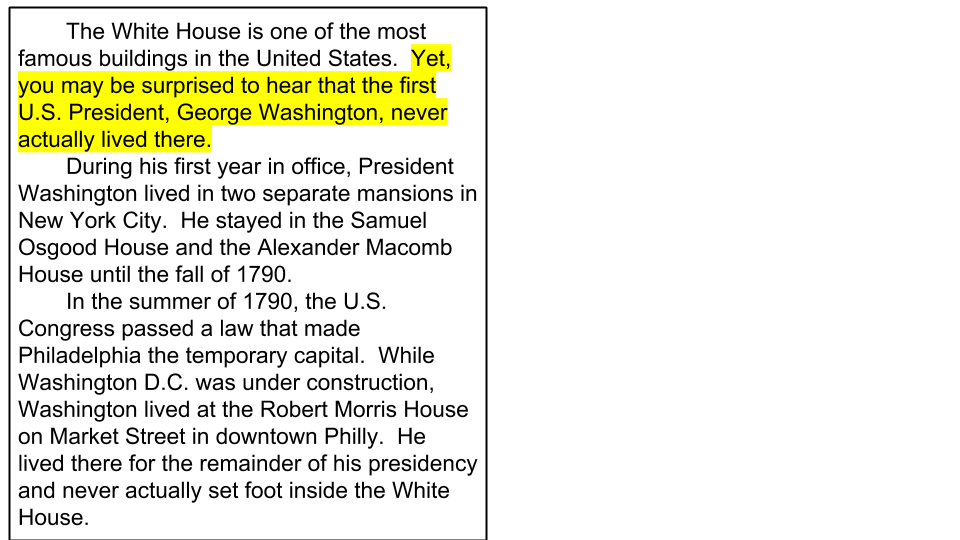 The White House is one of the most
famous buildings in the United States.  Yet,
you may be surprised to hear that the first
U.S. President, George Washington, never
actually lived there.
During his first year in office, President
Washington lived in two separate mansions in
New York City.  He stayed in the Samuel
Osgood House and the Alexander Macomb
House until the fall of 1790.
In the summer of 1790, the U.S.
Congress passed a law that made
Philadelphia the temporary capital.  While
Washington D.C. was under construction,
Washington lived at the Robert Morris House
on Market Street in downtown Philly.  He
lived there for the remainder of his presidency
and never actually set foot inside the White
House.